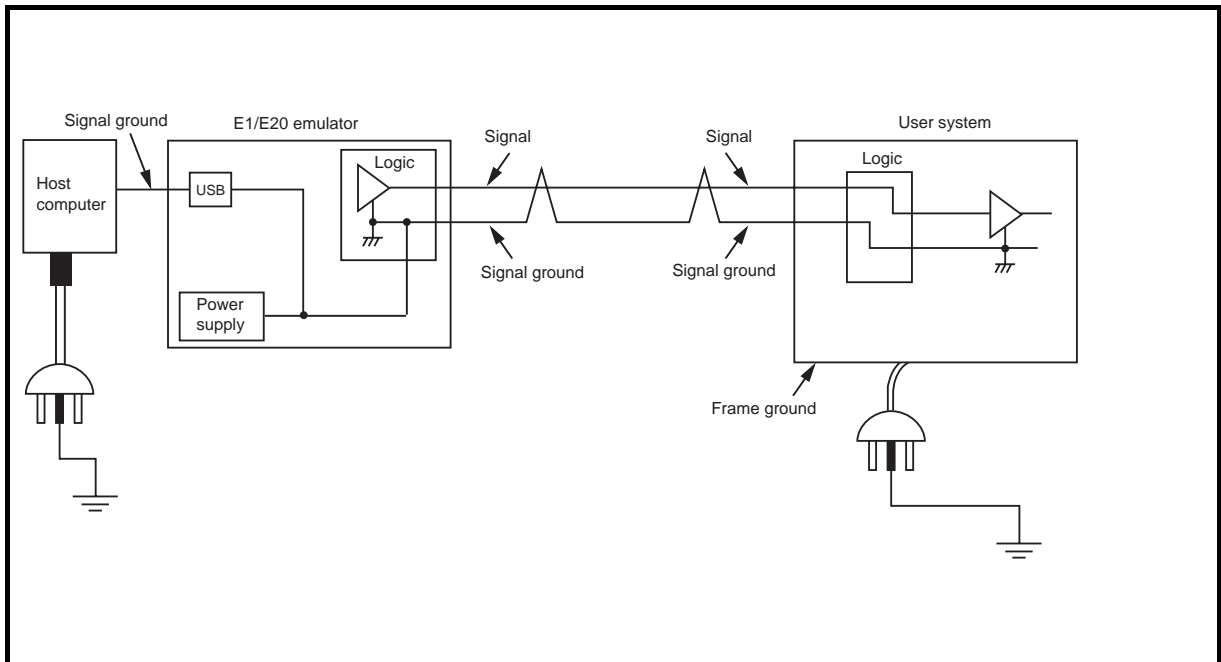 Signal ground
E1/E20 emulator
Signal
Signal
User system
Host
computer
USB
Logic
Logic
Signal ground
Signal ground
Power
supply
Frame ground